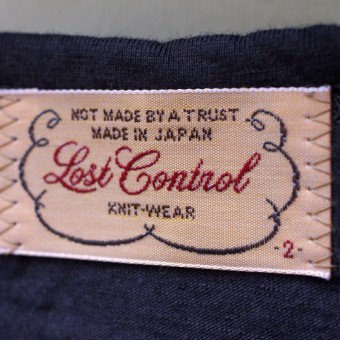 NOT MADE BY A TRUST
MADE IN JAPAN
Lost Control
KNIT-WEAR
-2-